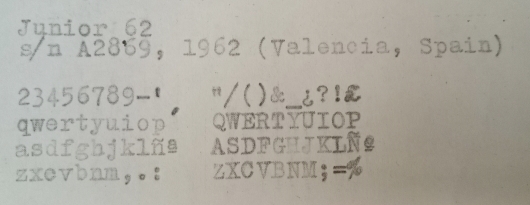 Junior 62
s/n A2869, 1962 (Valencia, Spain)
23456789-' "/()&_¿?!£
qwertyuiop´ QWERTYUIOP
asdfghjklñª ASDFGHJKLÑº
zxcvbnm,.: ZXCVBNM;=%